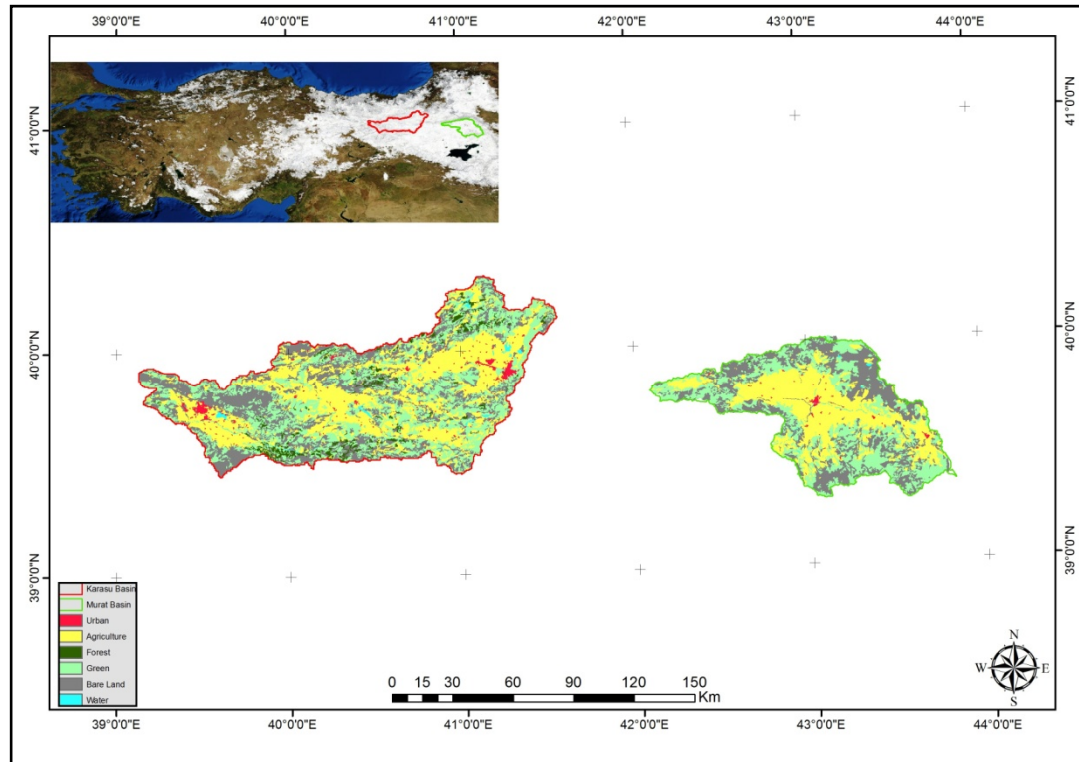 39°0'0"E 40°0'0"E 41°0'0"E 42°0'0"E 43°0'0"E 44°0'0"E
41°0'0"N 41°0'0"N
40°0'0"N 40°0'0"N
39°0'0"N 39°0'0"N
Karasu Basin
Murat Basin
Urban
Agriculture
Forest
Green
Bare Land
Water
0 15 30 60 90 120 150
Km
N
W E
S
39°0'0"E 40°0'0"E 41°0'0"E 42°0'0"E 43°0'0"E 44°0'0"E